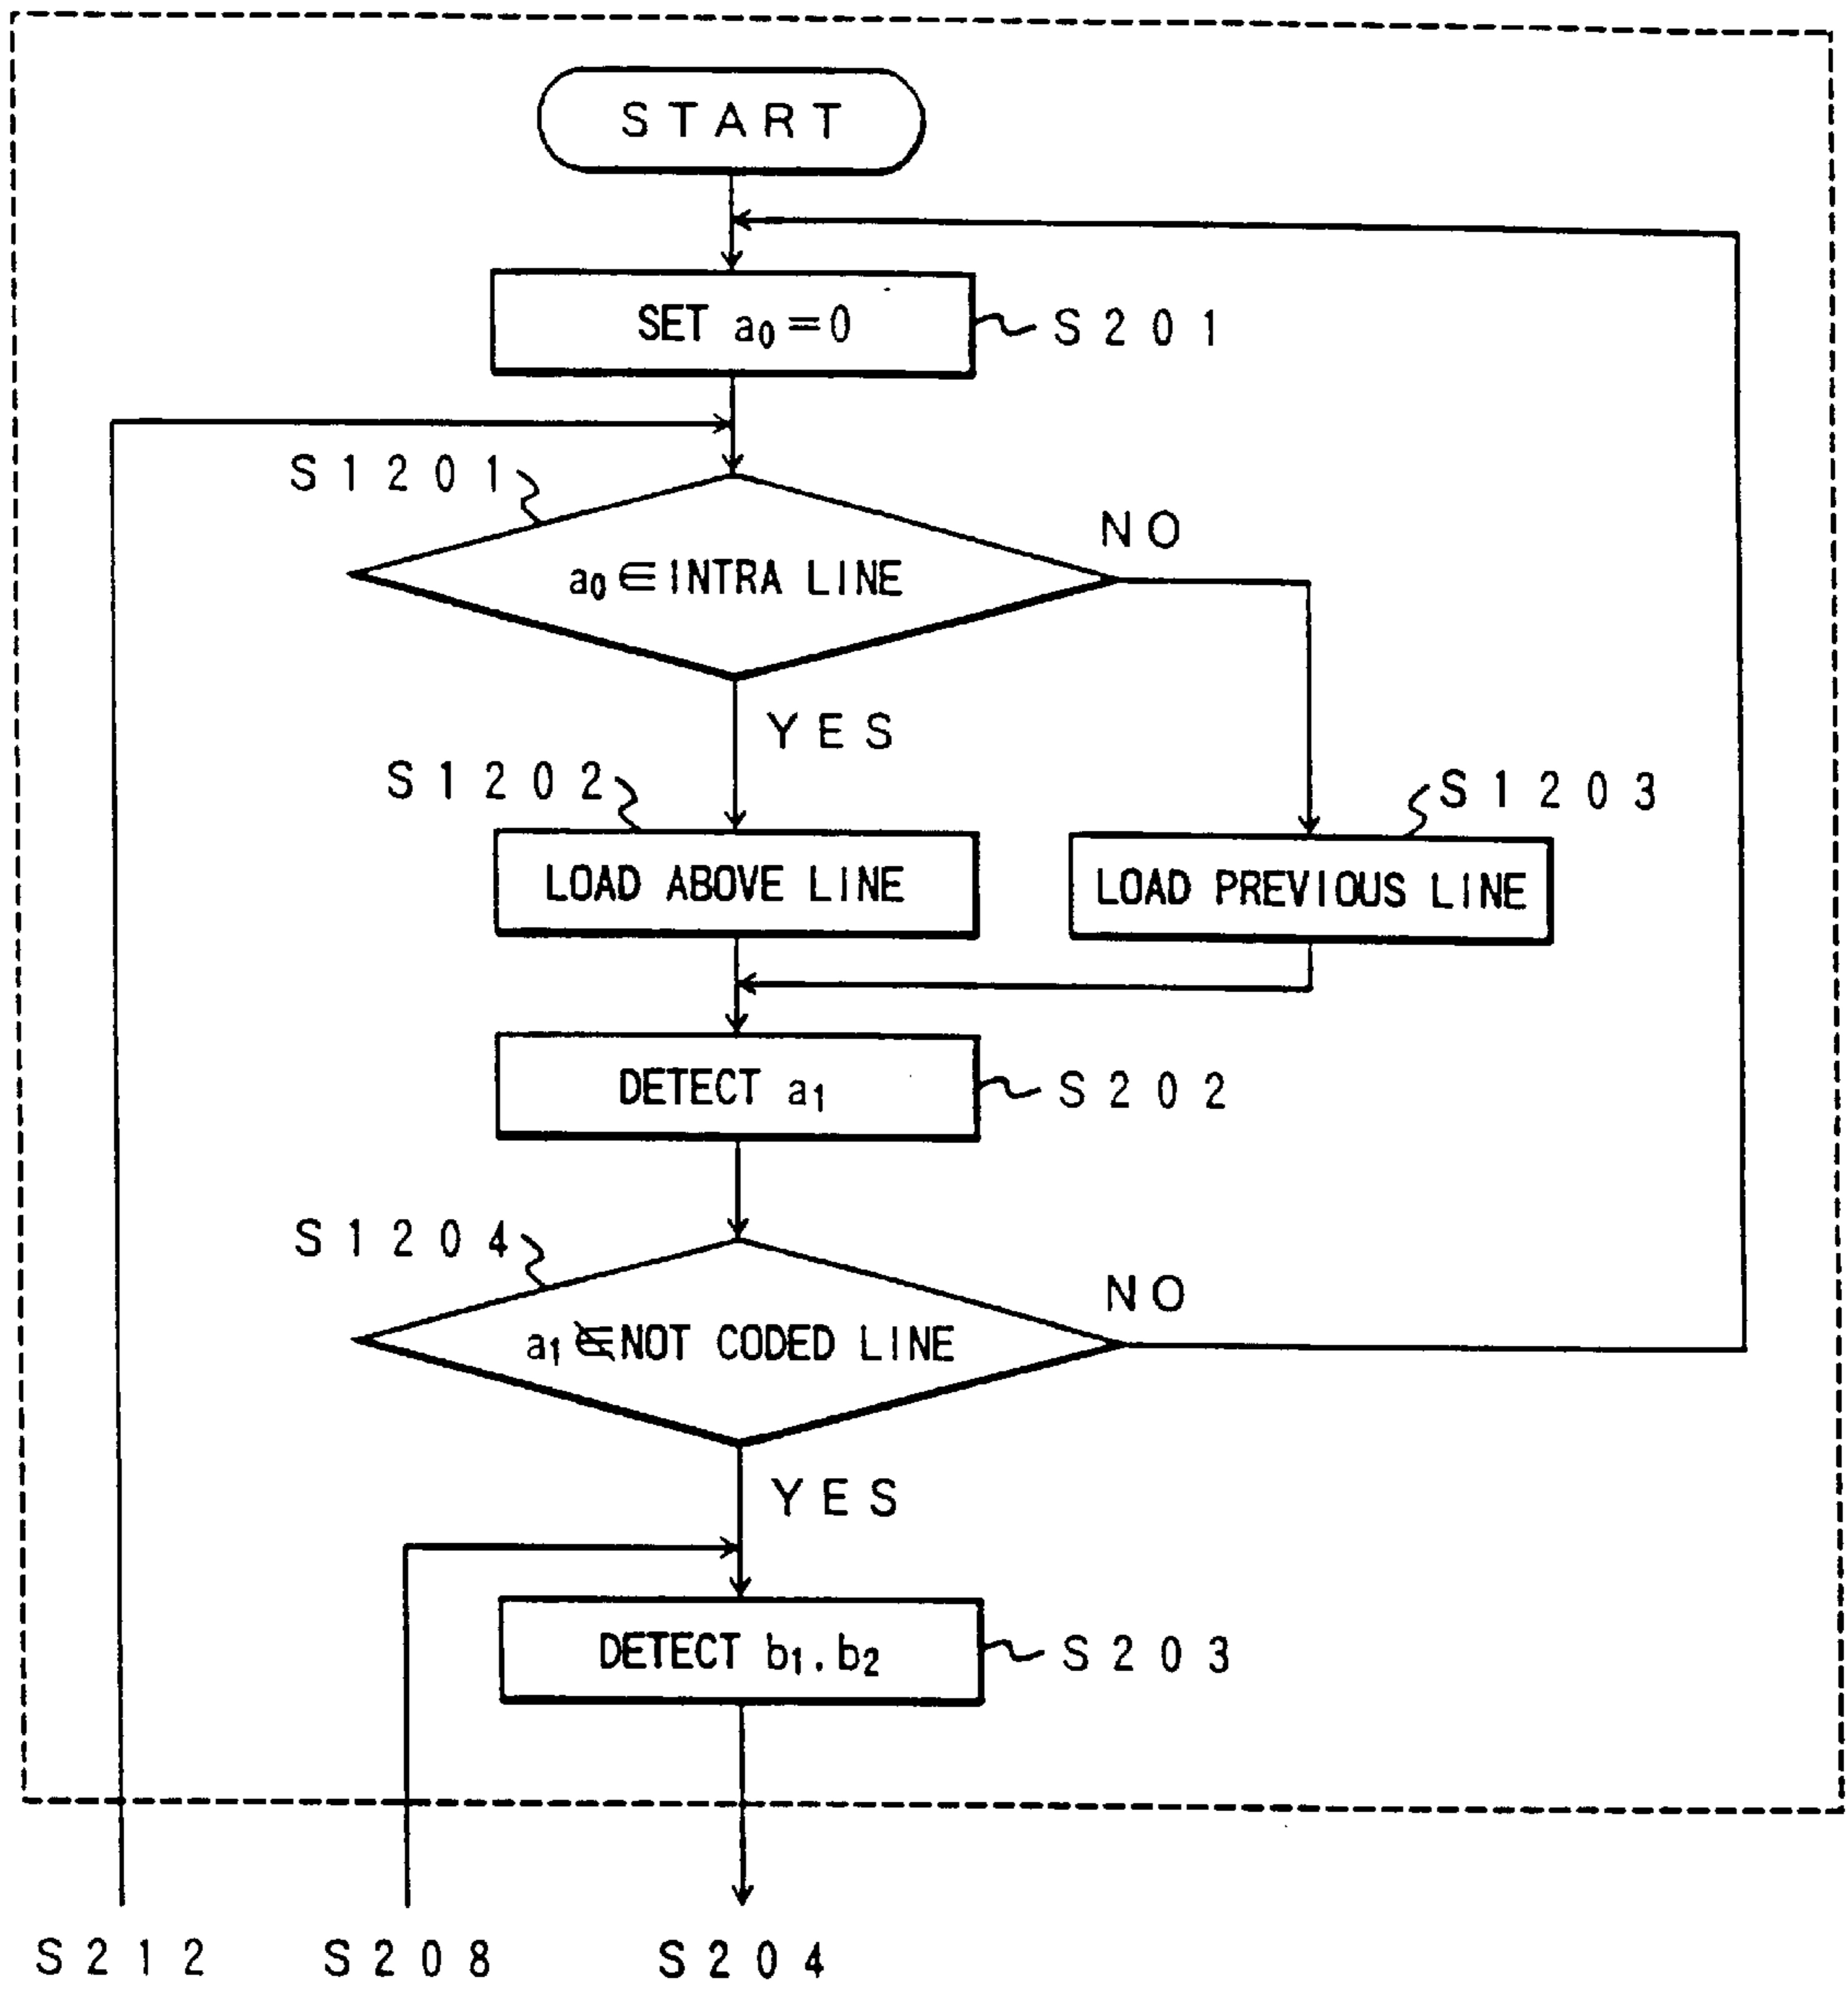 START
SET a₀=0
S201
S1201
a₀∈INTRA LINE
NO
YES
S1202
LOAD ABOVE LINE
S1203
LOAD PREVIOUS LINE
DETECT a₁
S202
S1204
a₁∉NOT CODED LINE
NO
YES
DETECT b₁.b₂
S203
S212
S208
S204